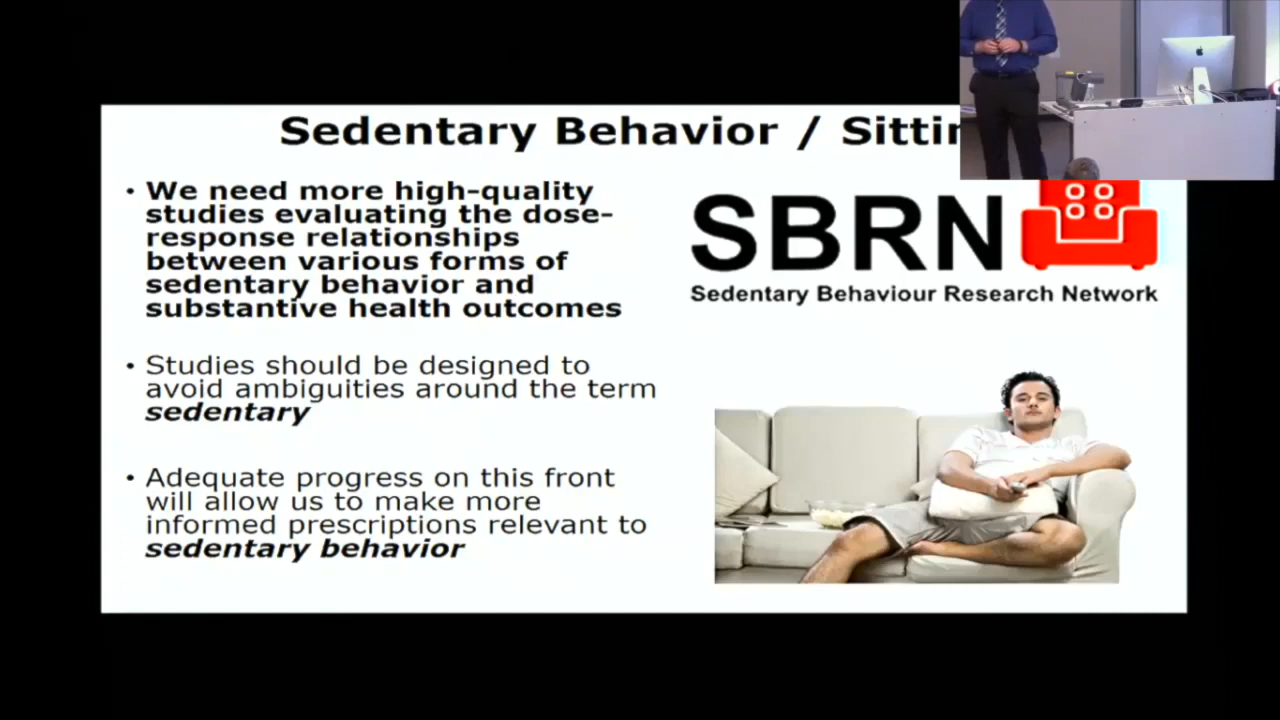 Sedentary Behavior / Sittin
• We need more high-quality
studies evaluating the dose-
response relationships
between various forms of
sedentary behavior and
substantive health outcomes
• Studies should be designed to
avoid ambiguities around the term
sedentary
• Adequate progress on this front
will allow us to make more
informed prescriptions relevant to
sedentary behavior
SBRN
Sedentary Behaviour Research Network